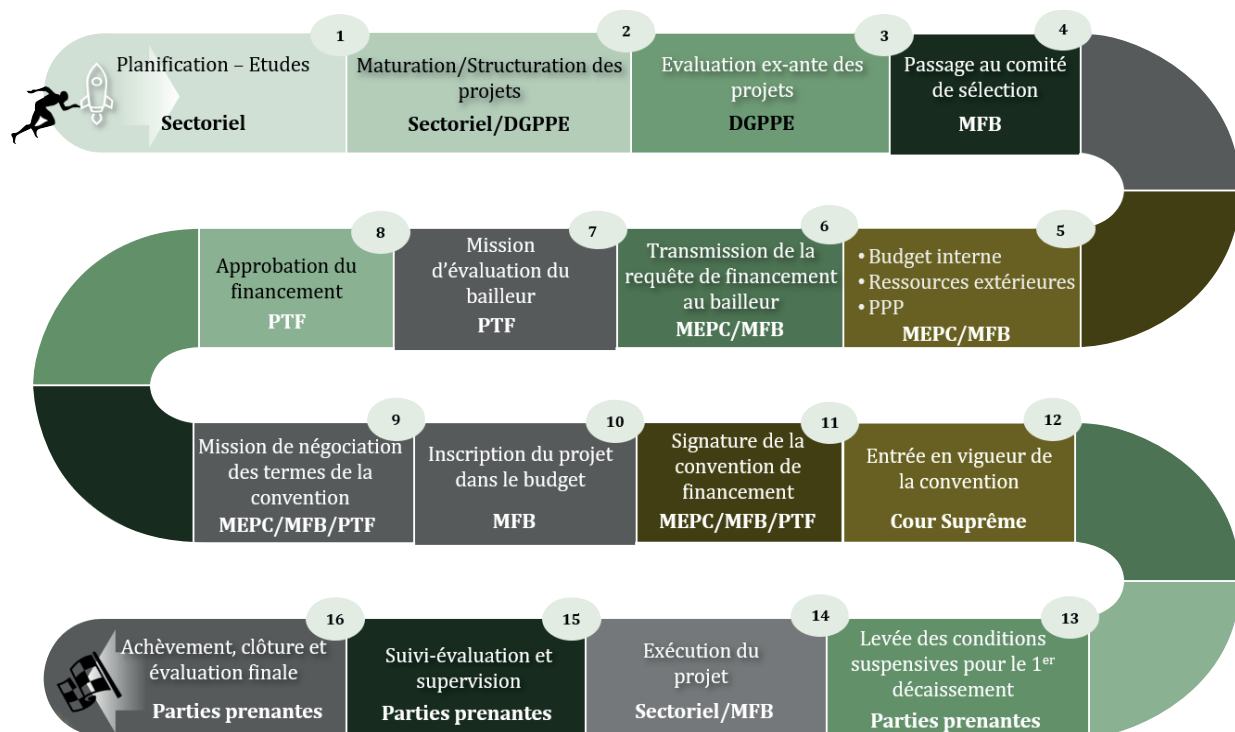 1
Planification – Etudes
Sectoriel
2
Maturation/Structuration des
projets
Sectoriel/DGPPE
3
Evaluation ex-ante des
projets
DGPPE
4
Passage au comité
de sélection
MFB
5
• Budget interne
• Ressources extérieures
• PPP
MEPC/MFB
6
Transmission de la
requête de financement
au bailleur
MEPC/MFB
7
Mission
d'évaluation du
bailleur
PTF
8
Approbation du
financement
PTF
9
Mission de négociation
des termes de la
convention
MEPC/MFB/PTF
10
Inscription du projet
dans le budget
MFB
11
Signature de la
convention de
financement
MEPC/MFB/PTF
12
Entrée en vigueur de
la convention
Cour Suprême
13
Levée des conditions
suspensives pour le 1er
décaissement
Parties prenantes
14
Exécution du
projet
Sectoriel/MFB
15
Suivi-évaluation et
supervision
Parties prenantes
16
Achèvement, clôture et
évaluation finale
Parties prenantes